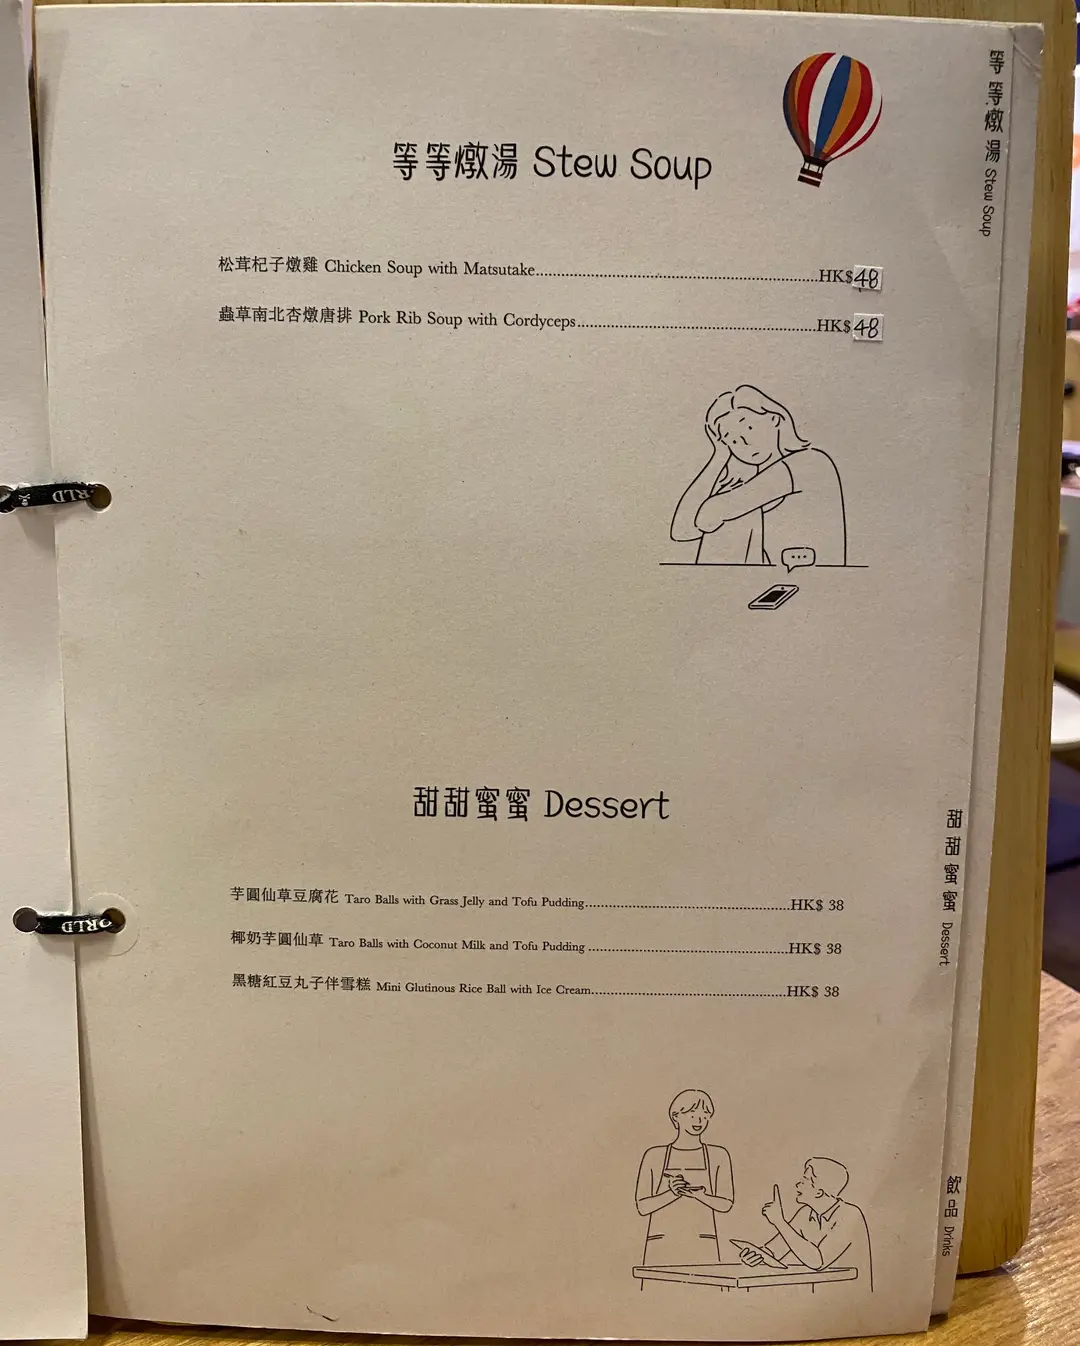 等等燉湯 Stew Soup
松茸杞子燉雞 Chicken Soup with Matsutake......HK$48
蟲草南北杏燉唐排 Pork Rib Soup with Cordyceps......HK$48
...
甜甜蜜蜜 Dessert
芋圓仙草豆腐花 Taro Balls with Grass Jelly and Tofu Pudding......HK$ 38
椰奶芋圓仙草 Taro Balls with Coconut Milk and Tofu Pudding ......HK$ 38
黑糖紅豆丸子伴雪糕 Mini Glutinous Rice Ball with Ice Cream......HK$ 38
等等燉湯 Stew Soup
甜甜蜜蜜 Dessert
飲品 Drinks
RLD
ORLD